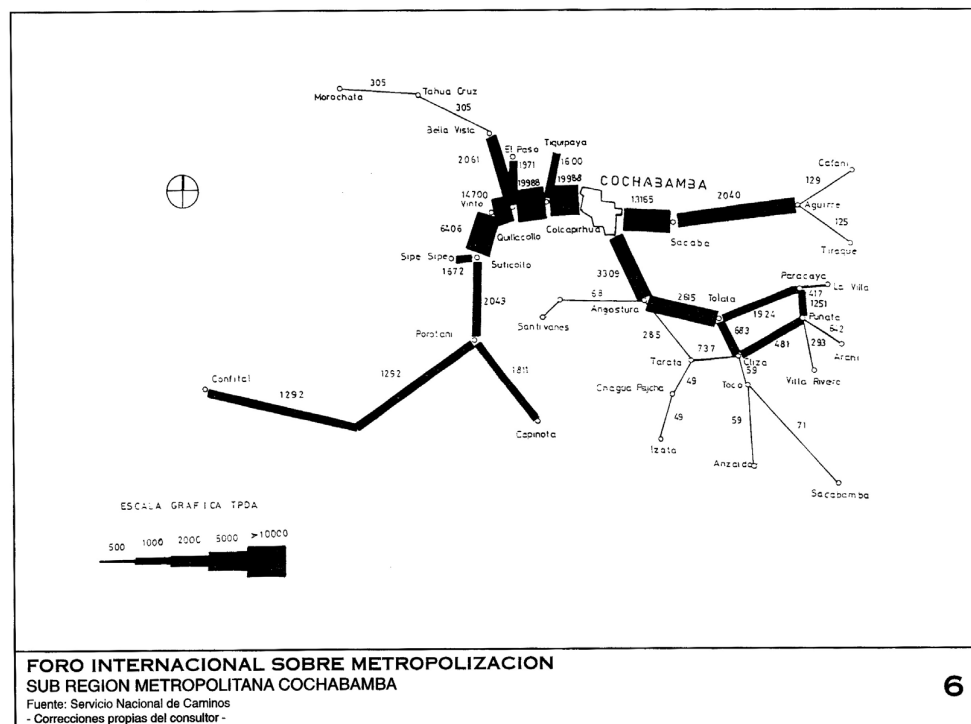 305
Tahua Cruz
Morochata
305
Bella Vista
El Paso
Tiquipaya
2061
1971
1600
19988
19988
COCHABAMBA
Cafani
129
14700
Vinto
13165
2040
Aguirre
125
6406
Quillacollo
Colcapirhua
Sacaba
Tiraque
Sipe Sipe
1672
Suticollo
3309
Paracaya
La Villa
417
2043
68
2615
Tolata
1924
1251
Santivanes
Angostura
Punata
683
642
Parotani
285
481
293
Arani
737
Tarata
Cliza
1292
1811
59
Villa Rivero
Confital
Chagua Pajcha
49
Toco
1292
49
59
71
Capinota
Izata
Anzaldo
Sacabamba
ESCALA GRAFICA TPDA
500
1000
2000
5000
>10000
FORO INTERNACIONAL SOBRE METROPOLIZACION
SUB REGION METROPOLITANA COCHABAMBA
6
Fuente: Servicio Nacional de Caminos
- Correcciones propias del consultor -